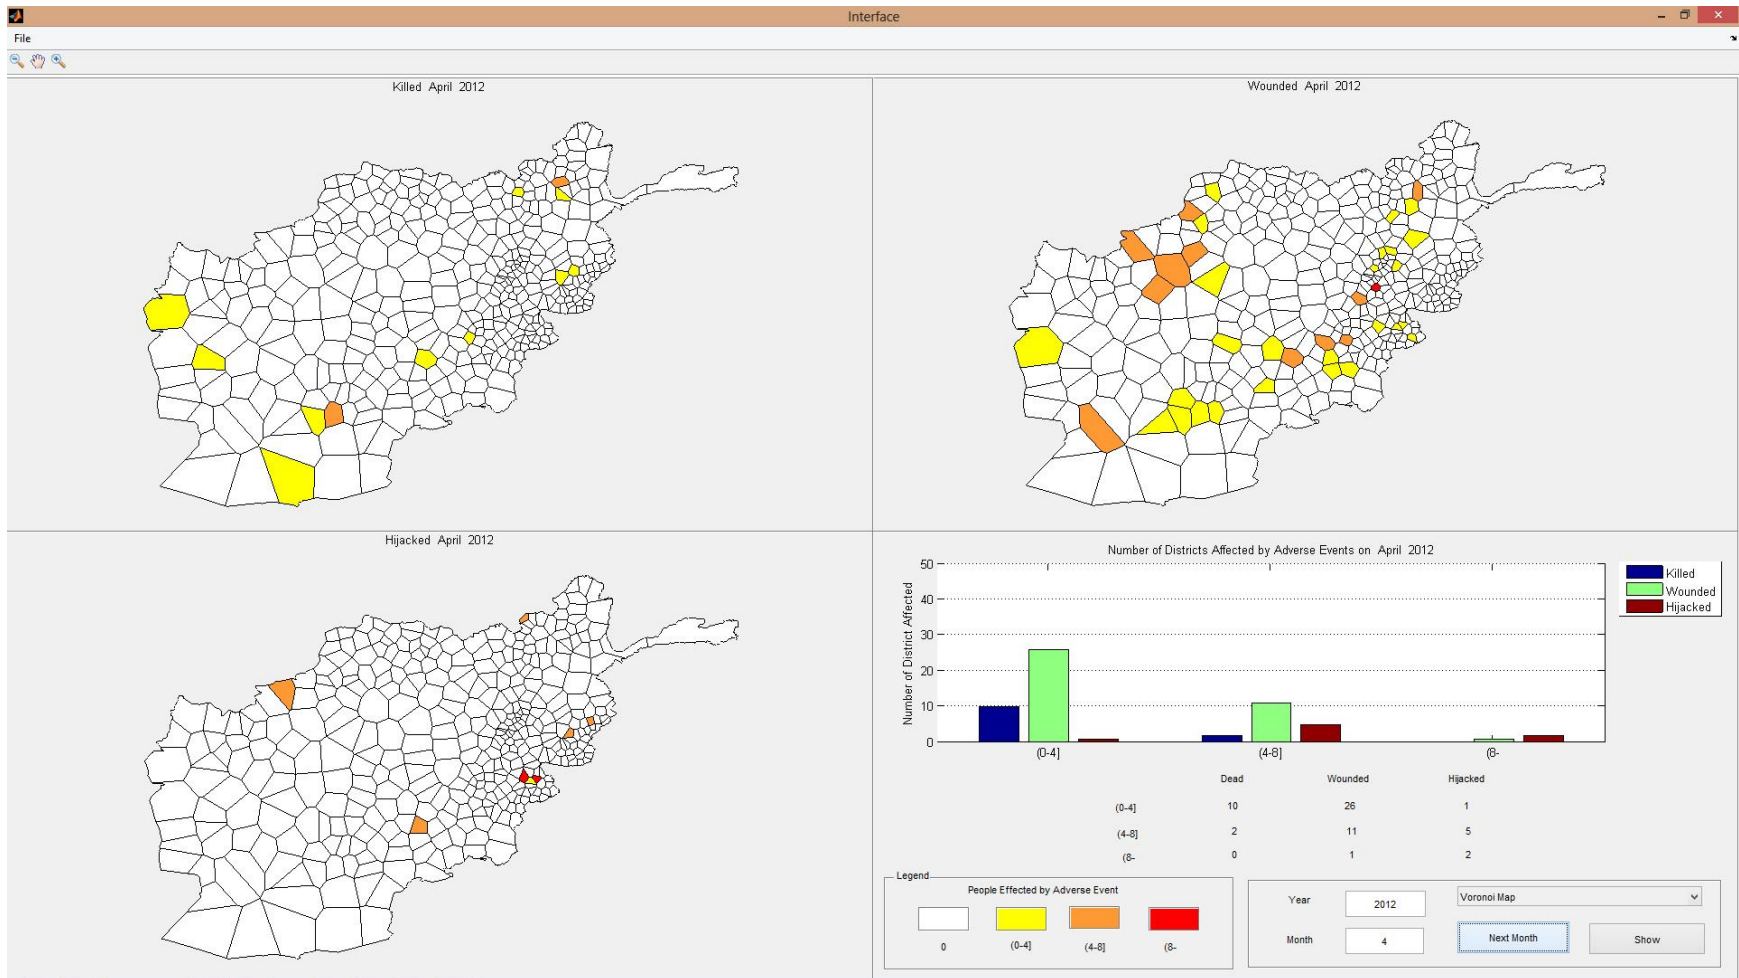 Interface
File
Killed April 2012
Wounded April 2012
Hijacked April 2012
Number of Districts Affected by Adverse Events on April 2012
Number of District Affected
50
40
30
20
10
0
(0-4]
(4-8]
(8-
Killed
Wounded
Hijacked
Dead Wounded Hijacked
(0-4] 10 26 1
(4-8] 2 11 5
(8- 0 1 2
Legend
People Effected by Adverse Event
0 (0-4] (4-8] (8-
Year 2012 Voronoi Map
Month 4 Next Month Show